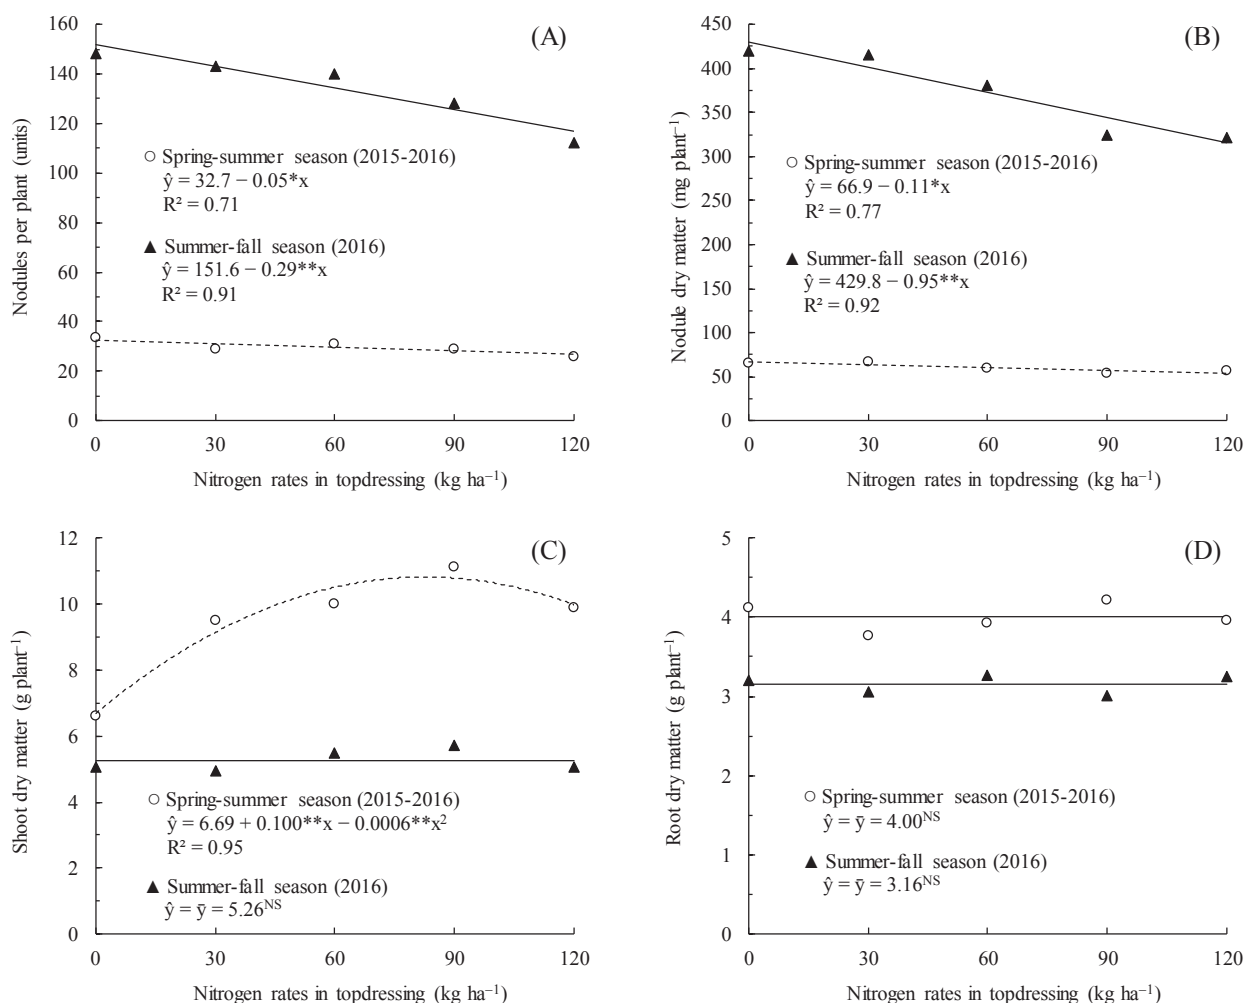 (A)
160
140
120
100
80
60
40
20
0
Nodules per plant (units)
○ Spring-summer season (2015-2016)
ŷ = 32.7 − 0.05*x
R² = 0.71
▲ Summer-fall season (2016)
ŷ = 151.6 − 0.29**x
R² = 0.91
0 30 60 90 120
Nitrogen rates in topdressing (kg ha⁻¹)
(B)
450
400
350
300
250
200
150
100
50
0
Nodule dry matter (mg plant⁻¹)
○ Spring-summer season (2015-2016)
ŷ = 66.9 − 0.11*x
R² = 0.77
▲ Summer-fall season (2016)
ŷ = 429.8 − 0.95**x
R² = 0.92
0 30 60 90 120
Nitrogen rates in topdressing (kg ha⁻¹)
(C)
12
10
8
6
4
2
0
Shoot dry matter (g plant⁻¹)
○ Spring-summer season (2015-2016)
ŷ = 6.69 + 0.100**x − 0.0006**x²
R² = 0.95
▲ Summer-fall season (2016)
ŷ = ȳ = 5.26ᴺˢ
0 30 60 90 120
Nitrogen rates in topdressing (kg ha⁻¹)
(D)
5
4
3
2
1
0
Root dry matter (g plant⁻¹)
○ Spring-summer season (2015-2016)
ŷ = ȳ = 4.00ᴺˢ
▲ Summer-fall season (2016)
ŷ = ȳ = 3.16ᴺˢ
0 30 60 90 120
Nitrogen rates in topdressing (kg ha⁻¹)